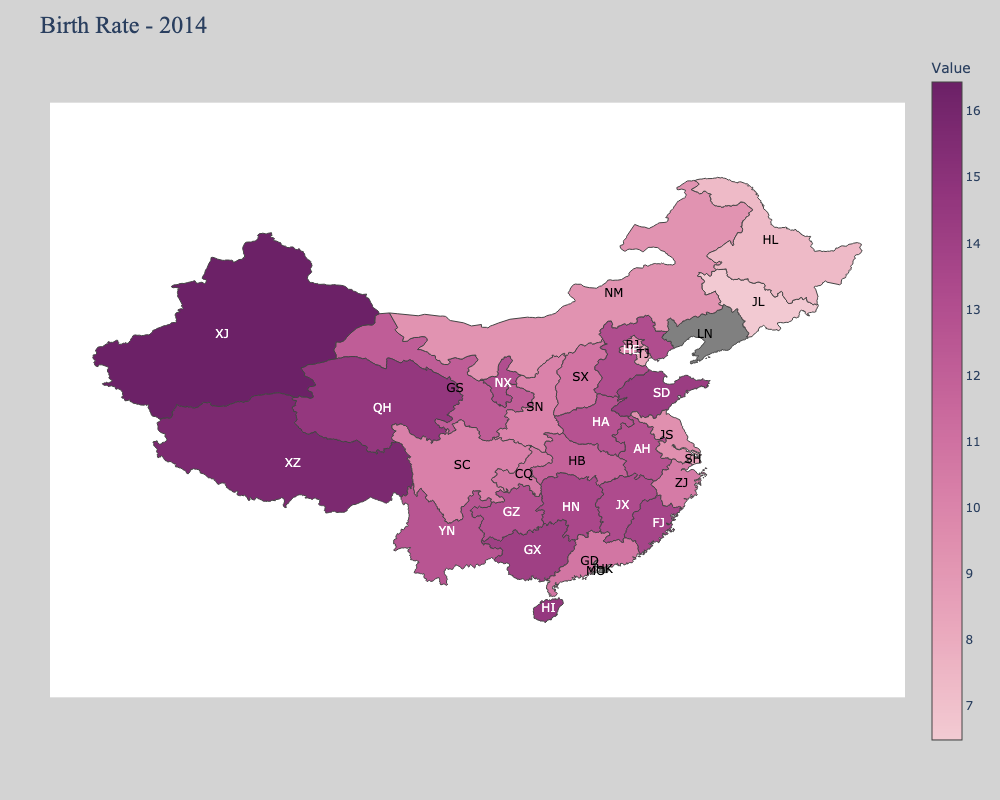 Birth Rate - 2014
Value
16
15
14
13
12
11
10
9
8
7
HL
NM
JL
XJ
LN
BJ
HE
TJ
SX
NX
GS
SD
QH
SN
HA
JS
AH
SH
XZ
SC
HB
CQ
ZJ
GZ
HN
JX
FJ
YN
GX
GD
MO
HK
HI